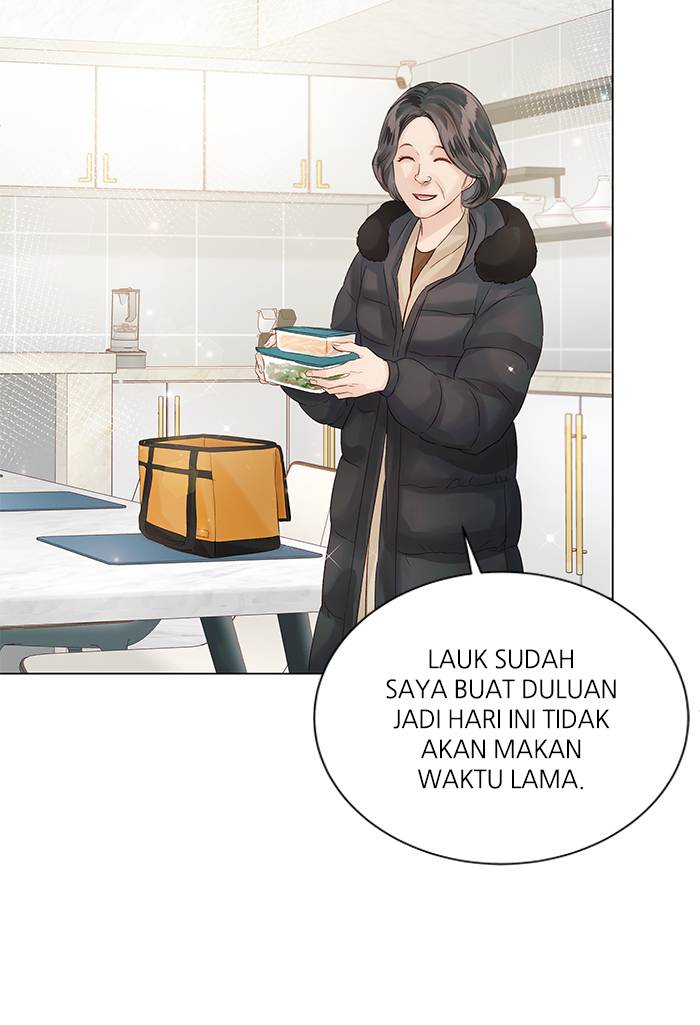 LAUK SUDAH
SAYA BUAT DULUAN
JADI HARI INI TIDAK
AKAN MAKAN
WAKTU LAMA.